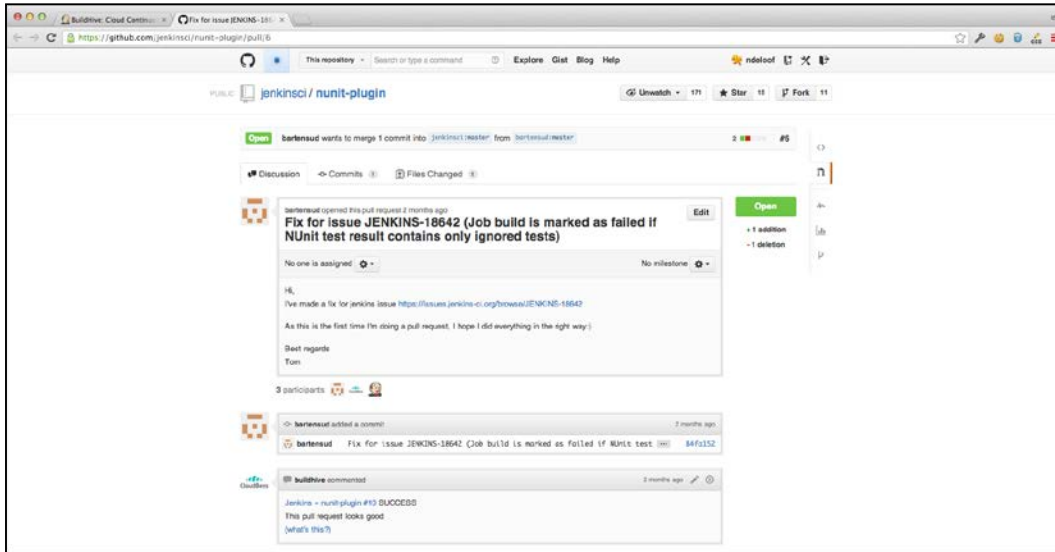 BuildHive: Cloud Continu
Fix for issue JENKINS-186
https://github.com/jenkinsci/nunit-plugin/pull/6
This repository Search or type a command Explore Gist Blog Help ndeloof
PUBLIC jenkinsci / nunit-plugin Unwatch 171 Star 11 Fork 11
Open bartensud wants to merge 1 commit into jenkinsci:master from bartensud:master 2 #6
Discussion Commits 1 Files Changed 1
bartensud opened this pull request 2 months ago
Edit
Open
Fix for issue JENKINS-18642 (Job build is marked as failed if
NUnit test result contains only ignored tests)
+ 1 addition
- 1 deletion
No one is assigned No milestone
Hi,
I've made a fix for jenkins issue https://issues.jenkins-ci.org/browse/JENKINS-18642
As this is the first time I'm doing a pull request, I hope I did everything in the right way:)
Best regards
Tom
3 participants
bartensud added a commit 2 months ago
bartensud Fix for issue JENKINS-18642 (Job build is marked as failed if NUnit test
CloudBees
buildhive commented 2 months ago
Jenkins » nunit-plugin #13 SUCCESS
This pull request looks good
(what's this?)